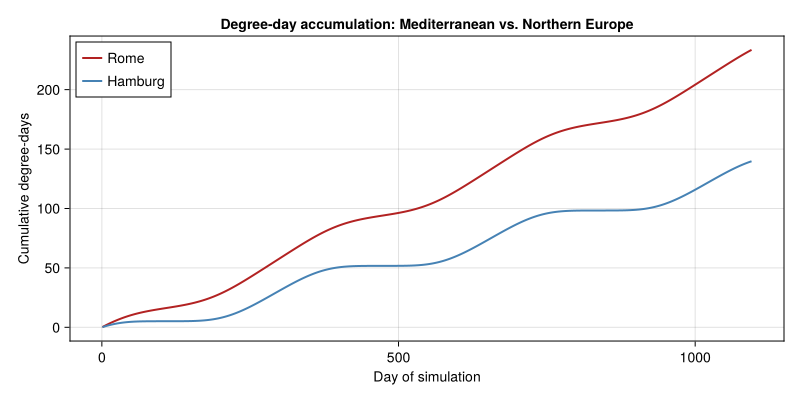 Degree-day accumulation: Mediterranean vs. Northern Europe
Rome
Hamburg
Cumulative degree-days
200
150
100
50
0
0
500
1000
Day of simulation